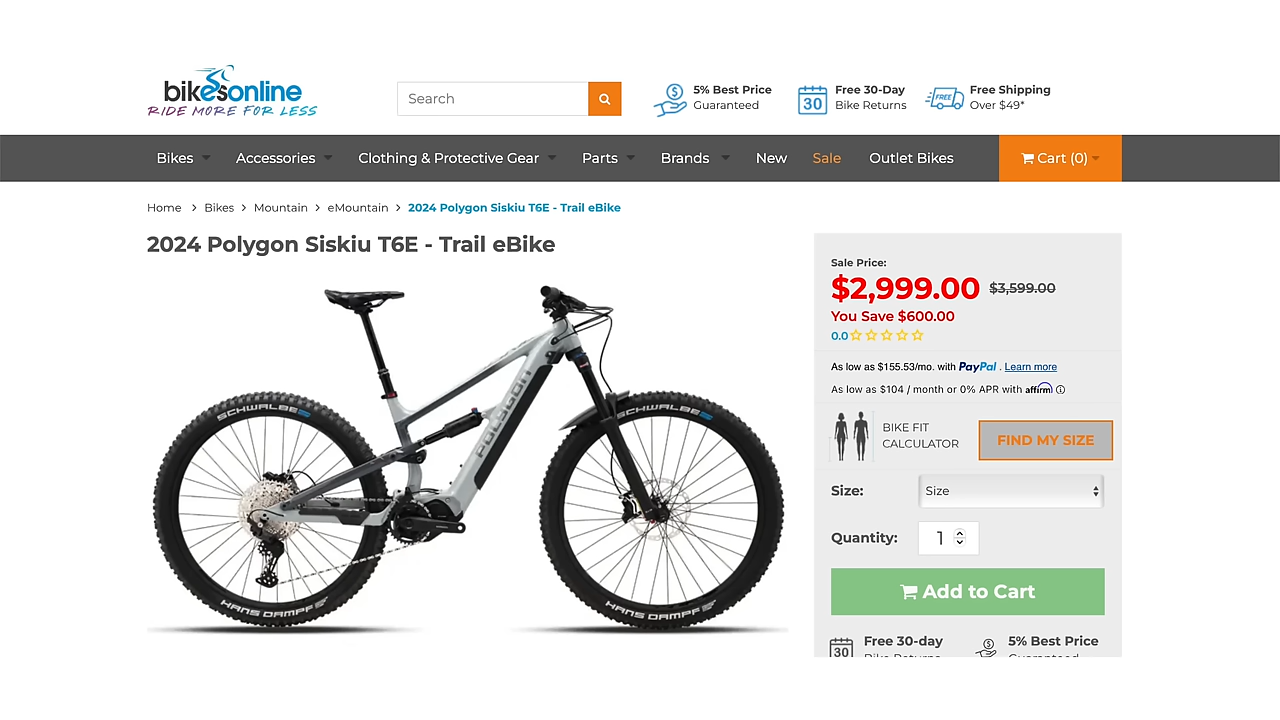 bikesonline
RIDE MORE FOR LESS
Search
5% Best Price
Guaranteed
30
Free 30-Day
Bike Returns
FREE
Free Shipping
Over $49*
Bikes
Accessories
Clothing & Protective Gear
Parts
Brands
New
Sale
Outlet Bikes
Cart (0)
Home > Bikes > Mountain > eMountain > 2024 Polygon Siskiu T6E - Trail eBike
2024 Polygon Siskiu T6E - Trail eBike
SCHWALBE
HANS DAMPF
POLYGON
SCHWALBE
HANS DAMPF
Sale Price:
$2,999.00 $3,599.00
You Save $600.00
0.0
As low as $155.53/mo. with PayPal. Learn more
As low as $104 / month or 0% APR with affirm
BIKE FIT
CALCULATOR
FIND MY SIZE
Size:
Size
Quantity:
1
Add to Cart
30
Free 30-day
Bike Returns
5% Best Price
Guaranteed